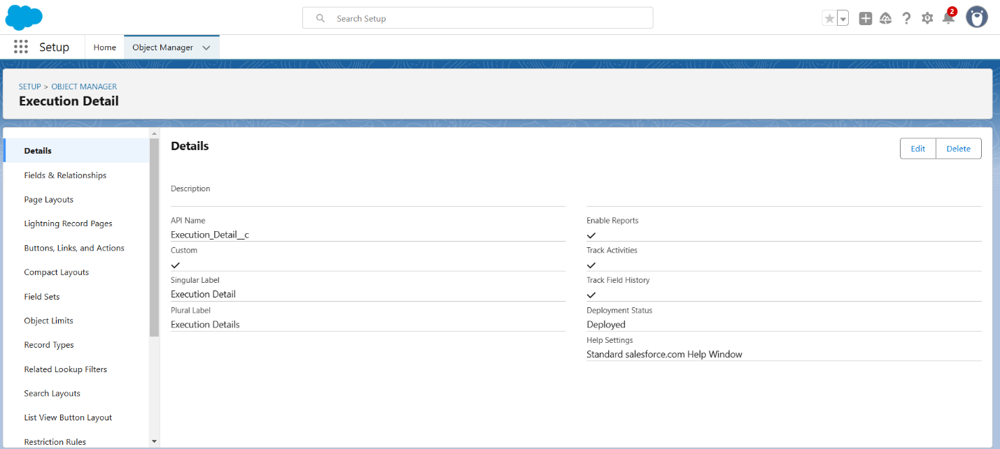 Search Setup
2
Setup
Home
Object Manager
SETUP > OBJECT MANAGER
Execution Detail
Details
Fields & Relationships
Page Layouts
Lightning Record Pages
Buttons, Links, and Actions
Compact Layouts
Field Sets
Object Limits
Record Types
Related Lookup Filters
Search Layouts
List View Button Layout
Restriction Rules
Details
Edit
Delete
Description
API Name
Execution_Detail__c
Custom
Singular Label
Execution Detail
Plural Label
Execution Details
Enable Reports
Track Activities
Track Field History
Deployment Status
Deployed
Help Settings
Standard salesforce.com Help Window